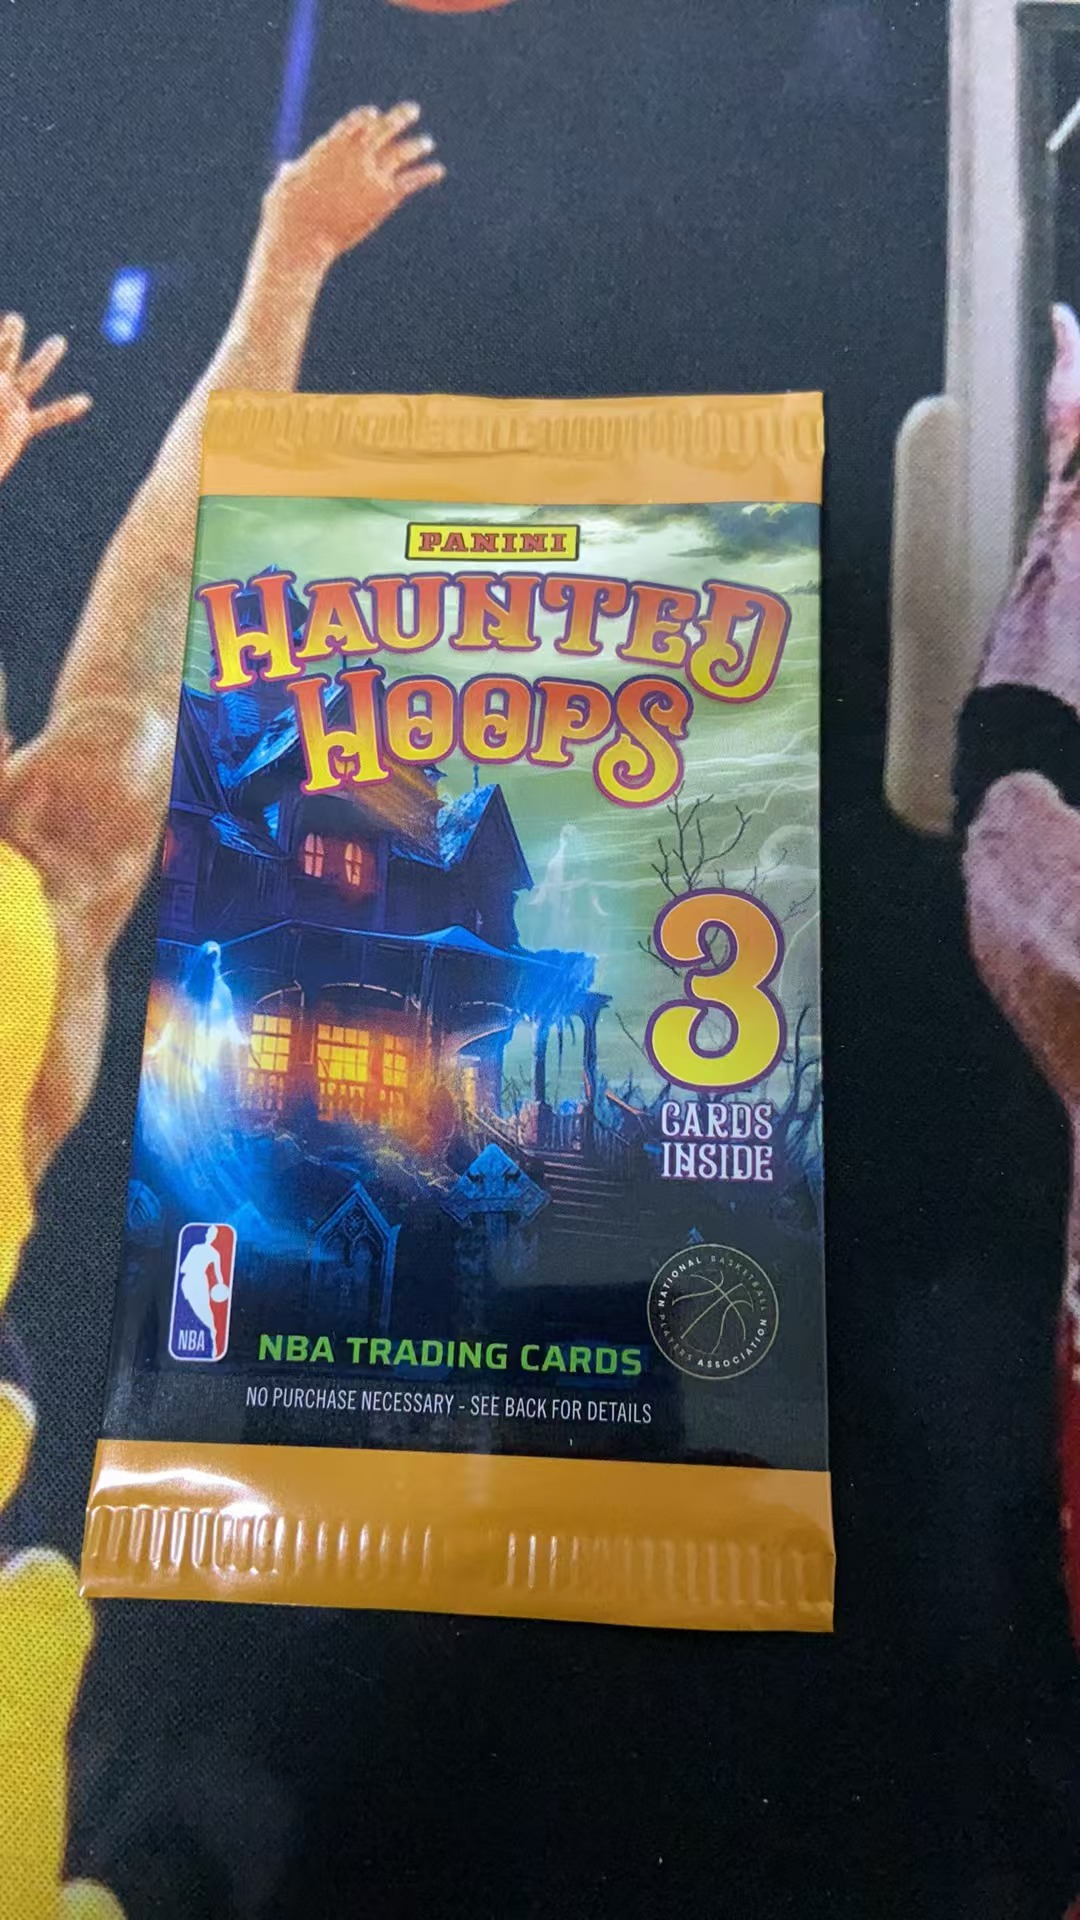 PANINI
HAUNTED
HOOPS
3
CARDS
INSIDE
NATIONAL BASKETBALL
PLAYERS ASSOCIATION
NBA
NBA TRADING CARDS
NO PURCHASE NECESSARY - SEE BACK FOR DETAILS